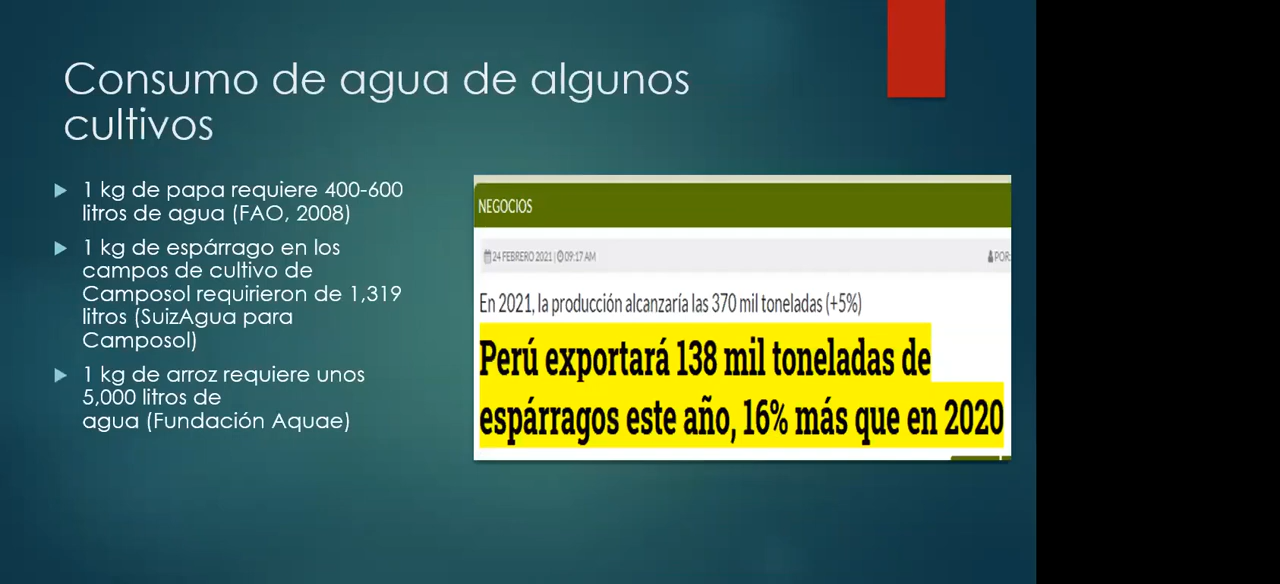 Consumo de agua de algunos
cultivos
1 kg de papa requiere 400-600
litros de agua (FAO, 2008)
1 kg de espárrago en los
campos de cultivo de
Camposol requirieron de 1,319
litros (SuizAgua para
Camposol)
1 kg de arroz requiere unos
5,000 litros de
agua (Fundación Aquae)
NEGOCIOS
24 FEBRERO 2021 | 09:17 AM
POR:
En 2021, la producción alcanzaría las 370 mil toneladas (+5%)
Perú exportará 138 mil toneladas de
espárragos este año, 16% más que en 2020